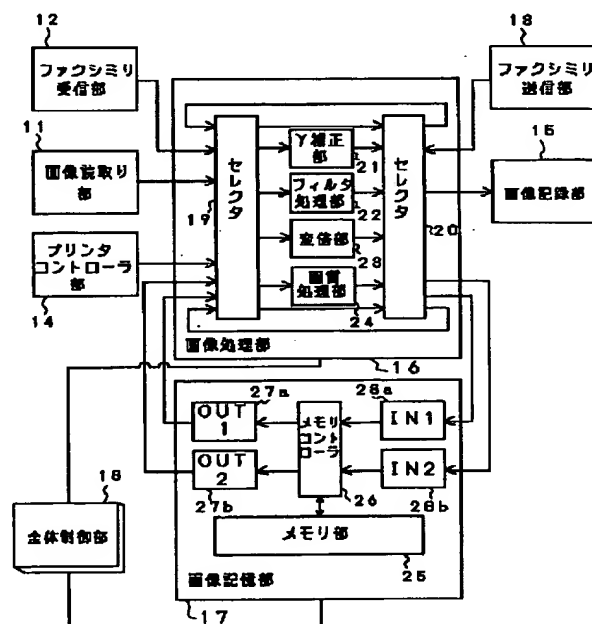 12
ファクシミリ
受信部
18
ファクシミリ
送信部
11
画像読取り
部
15
画像記録部
プリンタ
コントローラ
部
14
セレクタ
19
γ補正
部
21
フィルタ
処理部
22
変倍部
23
画質
処理部
24
セレクタ
20
画像処理部
16
27a
OUT
1
OUT
2
27b
メモリ
コント
ローラ
26
28a
IN1
IN2
28b
メモリ部
25
画像記憶部
17
18
全体制御部